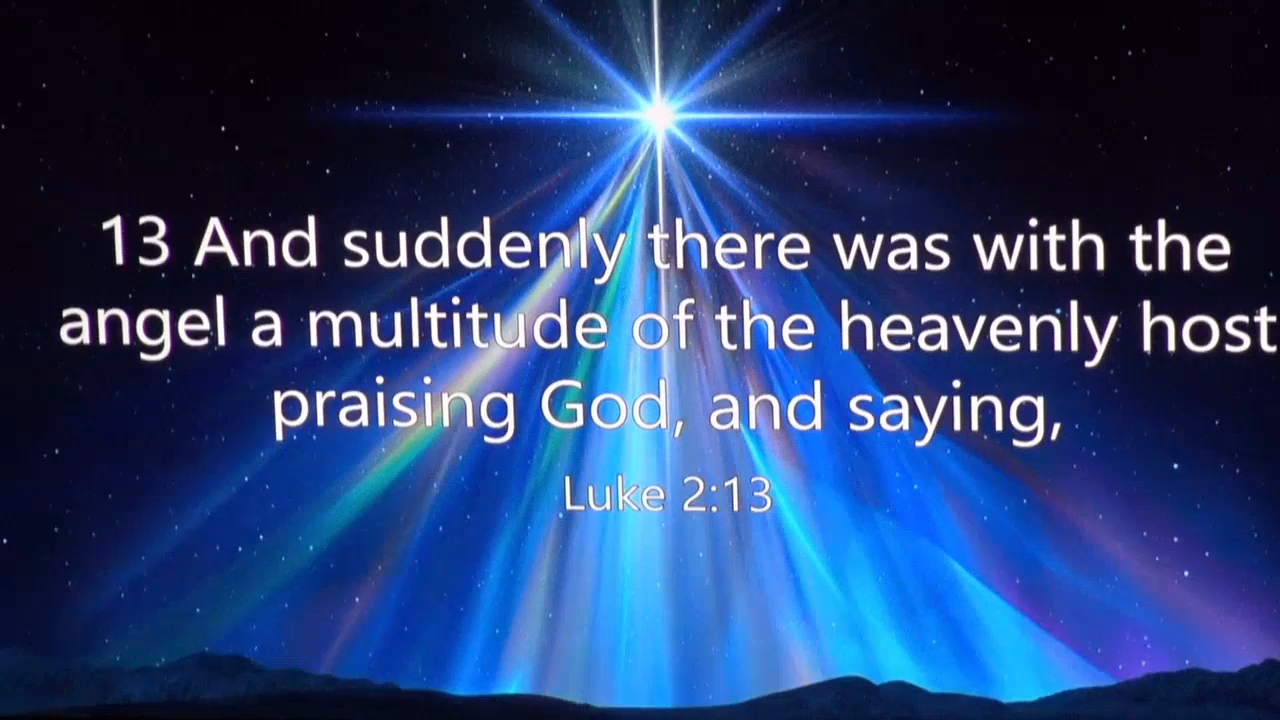 13 And suddenly there was with the
angel a multitude of the heavenly host
praising God, and saying,
Luke 2:13